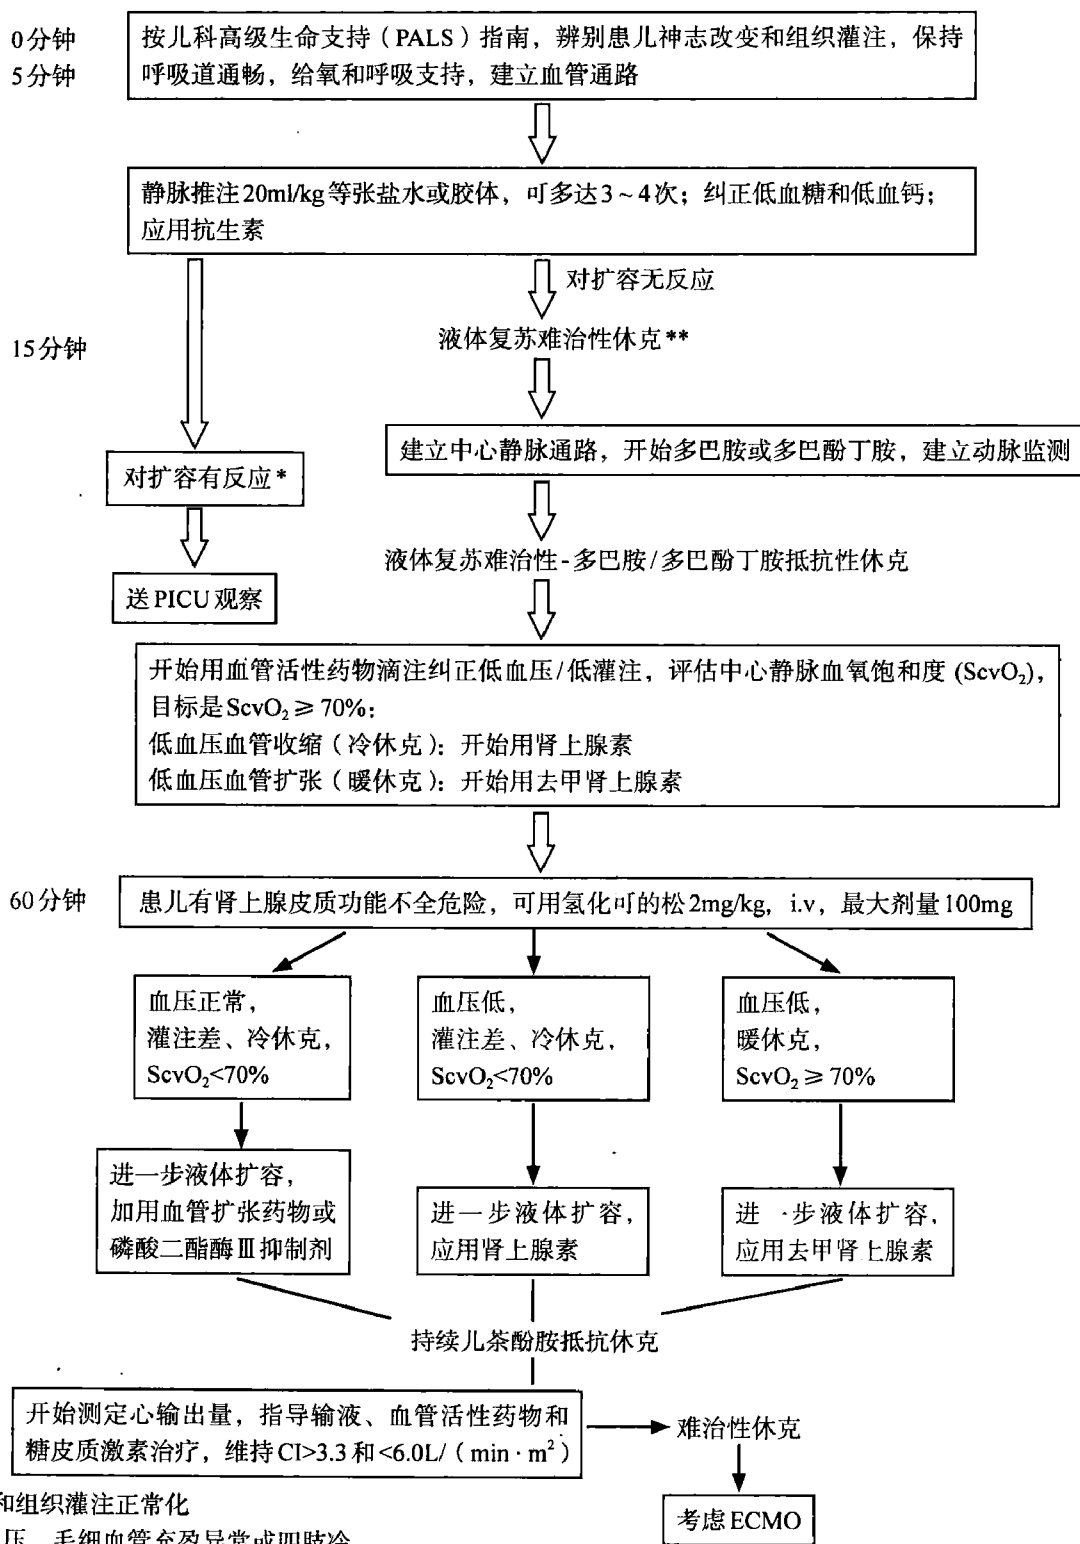 0分钟
5分钟
按儿科高级生命支持（PALS）指南，辨别患儿神志改变和组织灌注，保持
呼吸道通畅，给氧和呼吸支持，建立血管通路
静脉推注20ml/kg等张盐水或胶体，可多达3～4次；纠正低血糖和低血钙；
应用抗生素
对扩容无反应
15分钟
液体复苏难治性休克**
建立中心静脉通路，开始多巴胺或多巴酚丁胺，建立动脉监测
对扩容有反应*
液体复苏难治性-多巴胺/多巴酚丁胺抵抗性休克
送PICU观察
开始用血管活性药物滴注纠正低血压/低灌注，评估中心静脉血氧饱和度 (ScvO₂)，
目标是ScvO₂≥70%：
低血压血管收缩（冷休克）：开始用肾上腺素
低血压血管扩张（暖休克）：开始用去甲肾上腺素
60分钟
患儿有肾上腺皮质功能不全危险，可用氢化可的松2mg/kg，i.v，最大剂量100mg
血压正常，
灌注差、冷休克，
ScvO₂<70%
血压低，
灌注差、冷休克，
ScvO₂<70%
血压低，
暖休克，
ScvO₂≥70%
进一步液体扩容，
加用血管扩张药物或
磷酸二酯酶Ⅲ抑制剂
进一步液体扩容，
应用肾上腺素
进一步液体扩容，
应用去甲肾上腺素
持续儿茶酚胺抵抗休克
开始测定心输出量，指导输液、血管活性药物和
糖皮质激素治疗，维持CI>3.3和<6.0L/（min·m²）
难治性休克
考虑ECMO
和组织灌注正常化
压、毛细血管充盈异常或四肢冷